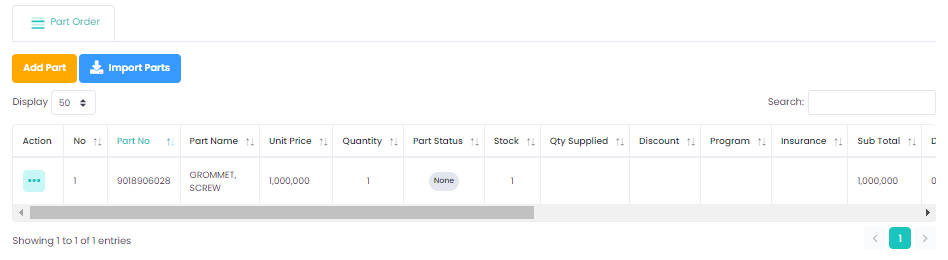 Part Order
Add Part Import Parts
Display 50 Search:
Action No Part No Part Name Unit Price Quantity Part Status Stock Qty Supplied Discount Program Insurance Sub Total D
1 9018906028 GROMMET, SCREW 1,000,000 1 None 1 1,000,000 0
Showing 1 to 1 of 1 entries 1